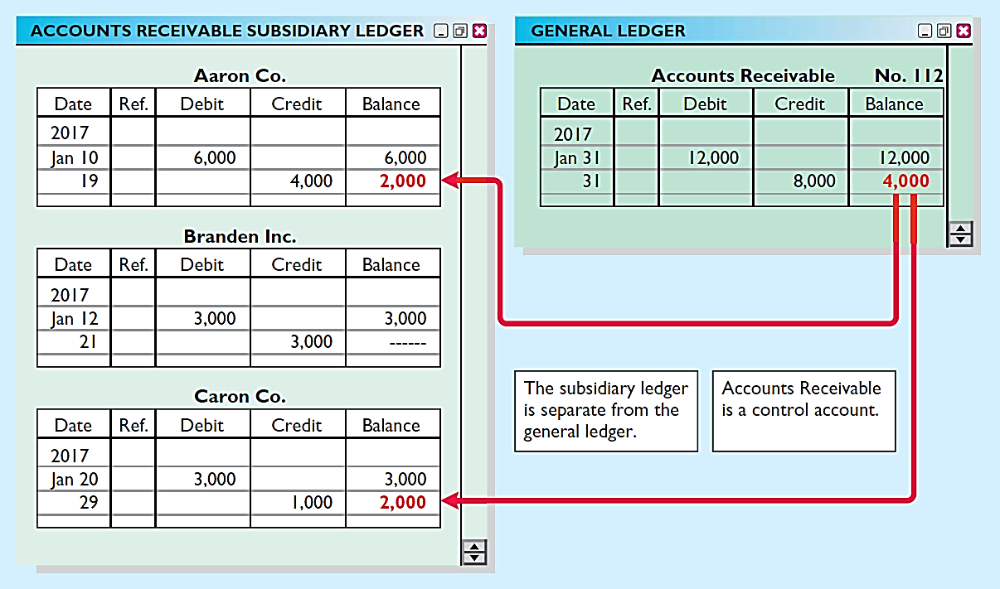 ACCOUNTS RECEIVABLE SUBSIDIARY LEDGER
Aaron Co.
Date Ref. Debit Credit Balance
2017
Jan 10 6,000 6,000
19 4,000 2,000
Branden Inc.
Date Ref. Debit Credit Balance
2017
Jan 12 3,000 3,000
21 3,000 ------
Caron Co.
Date Ref. Debit Credit Balance
2017
Jan 20 3,000 3,000
29 1,000 2,000
GENERAL LEDGER
Accounts Receivable No. 112
Date Ref. Debit Credit Balance
2017
Jan 31 12,000 12,000
31 8,000 4,000
The subsidiary ledger
is separate from the
general ledger.
Accounts Receivable
is a control account.